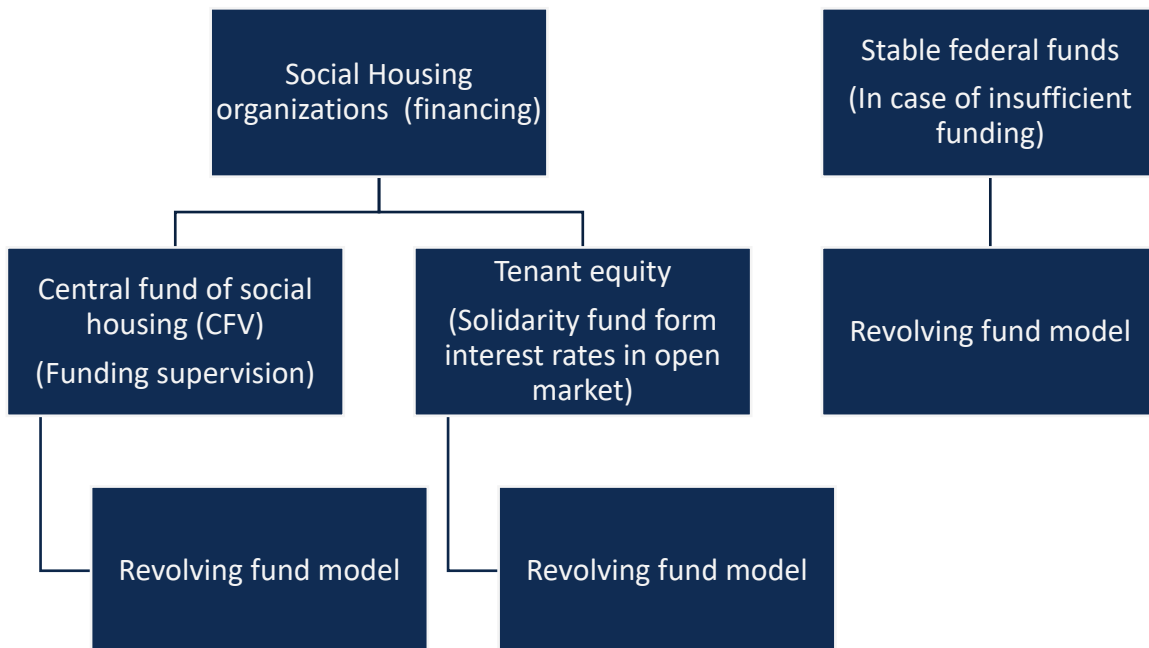 Social Housing
organizations  (financing)
Stable federal funds
(In case of insufficient
funding)
Central fund of social
housing (CFV)
(Funding supervision)
Tenant equity
(Solidarity fund form
interest rates in open
market)
Revolving fund model
Revolving fund model
Revolving fund model